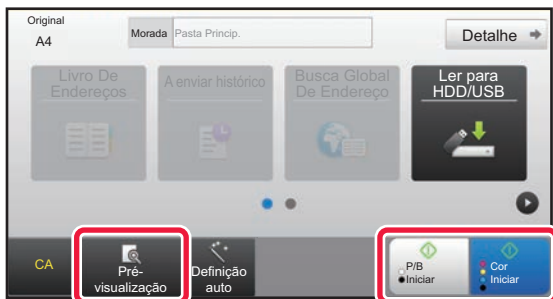 Original
A4
Morada Pasta Princip.
Detalhe
Livro De
Endereços
A enviar histórico
Busca Global
De Endereço
Ler para
HDD/USB
CA
Pré-
visualização
Definição
auto
P/B
Iniciar
Cor
Iniciar